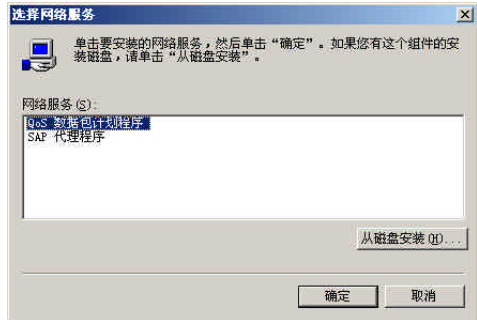 选择网络服务
单击要安装的网络服务，然后单击“确定”。如果您有这个组件的安
装磁盘，请单击“从磁盘安装”。
网络服务(S):
QoS 数据包计划程序
SAP 代理程序
从磁盘安装(H)...
确定
取消